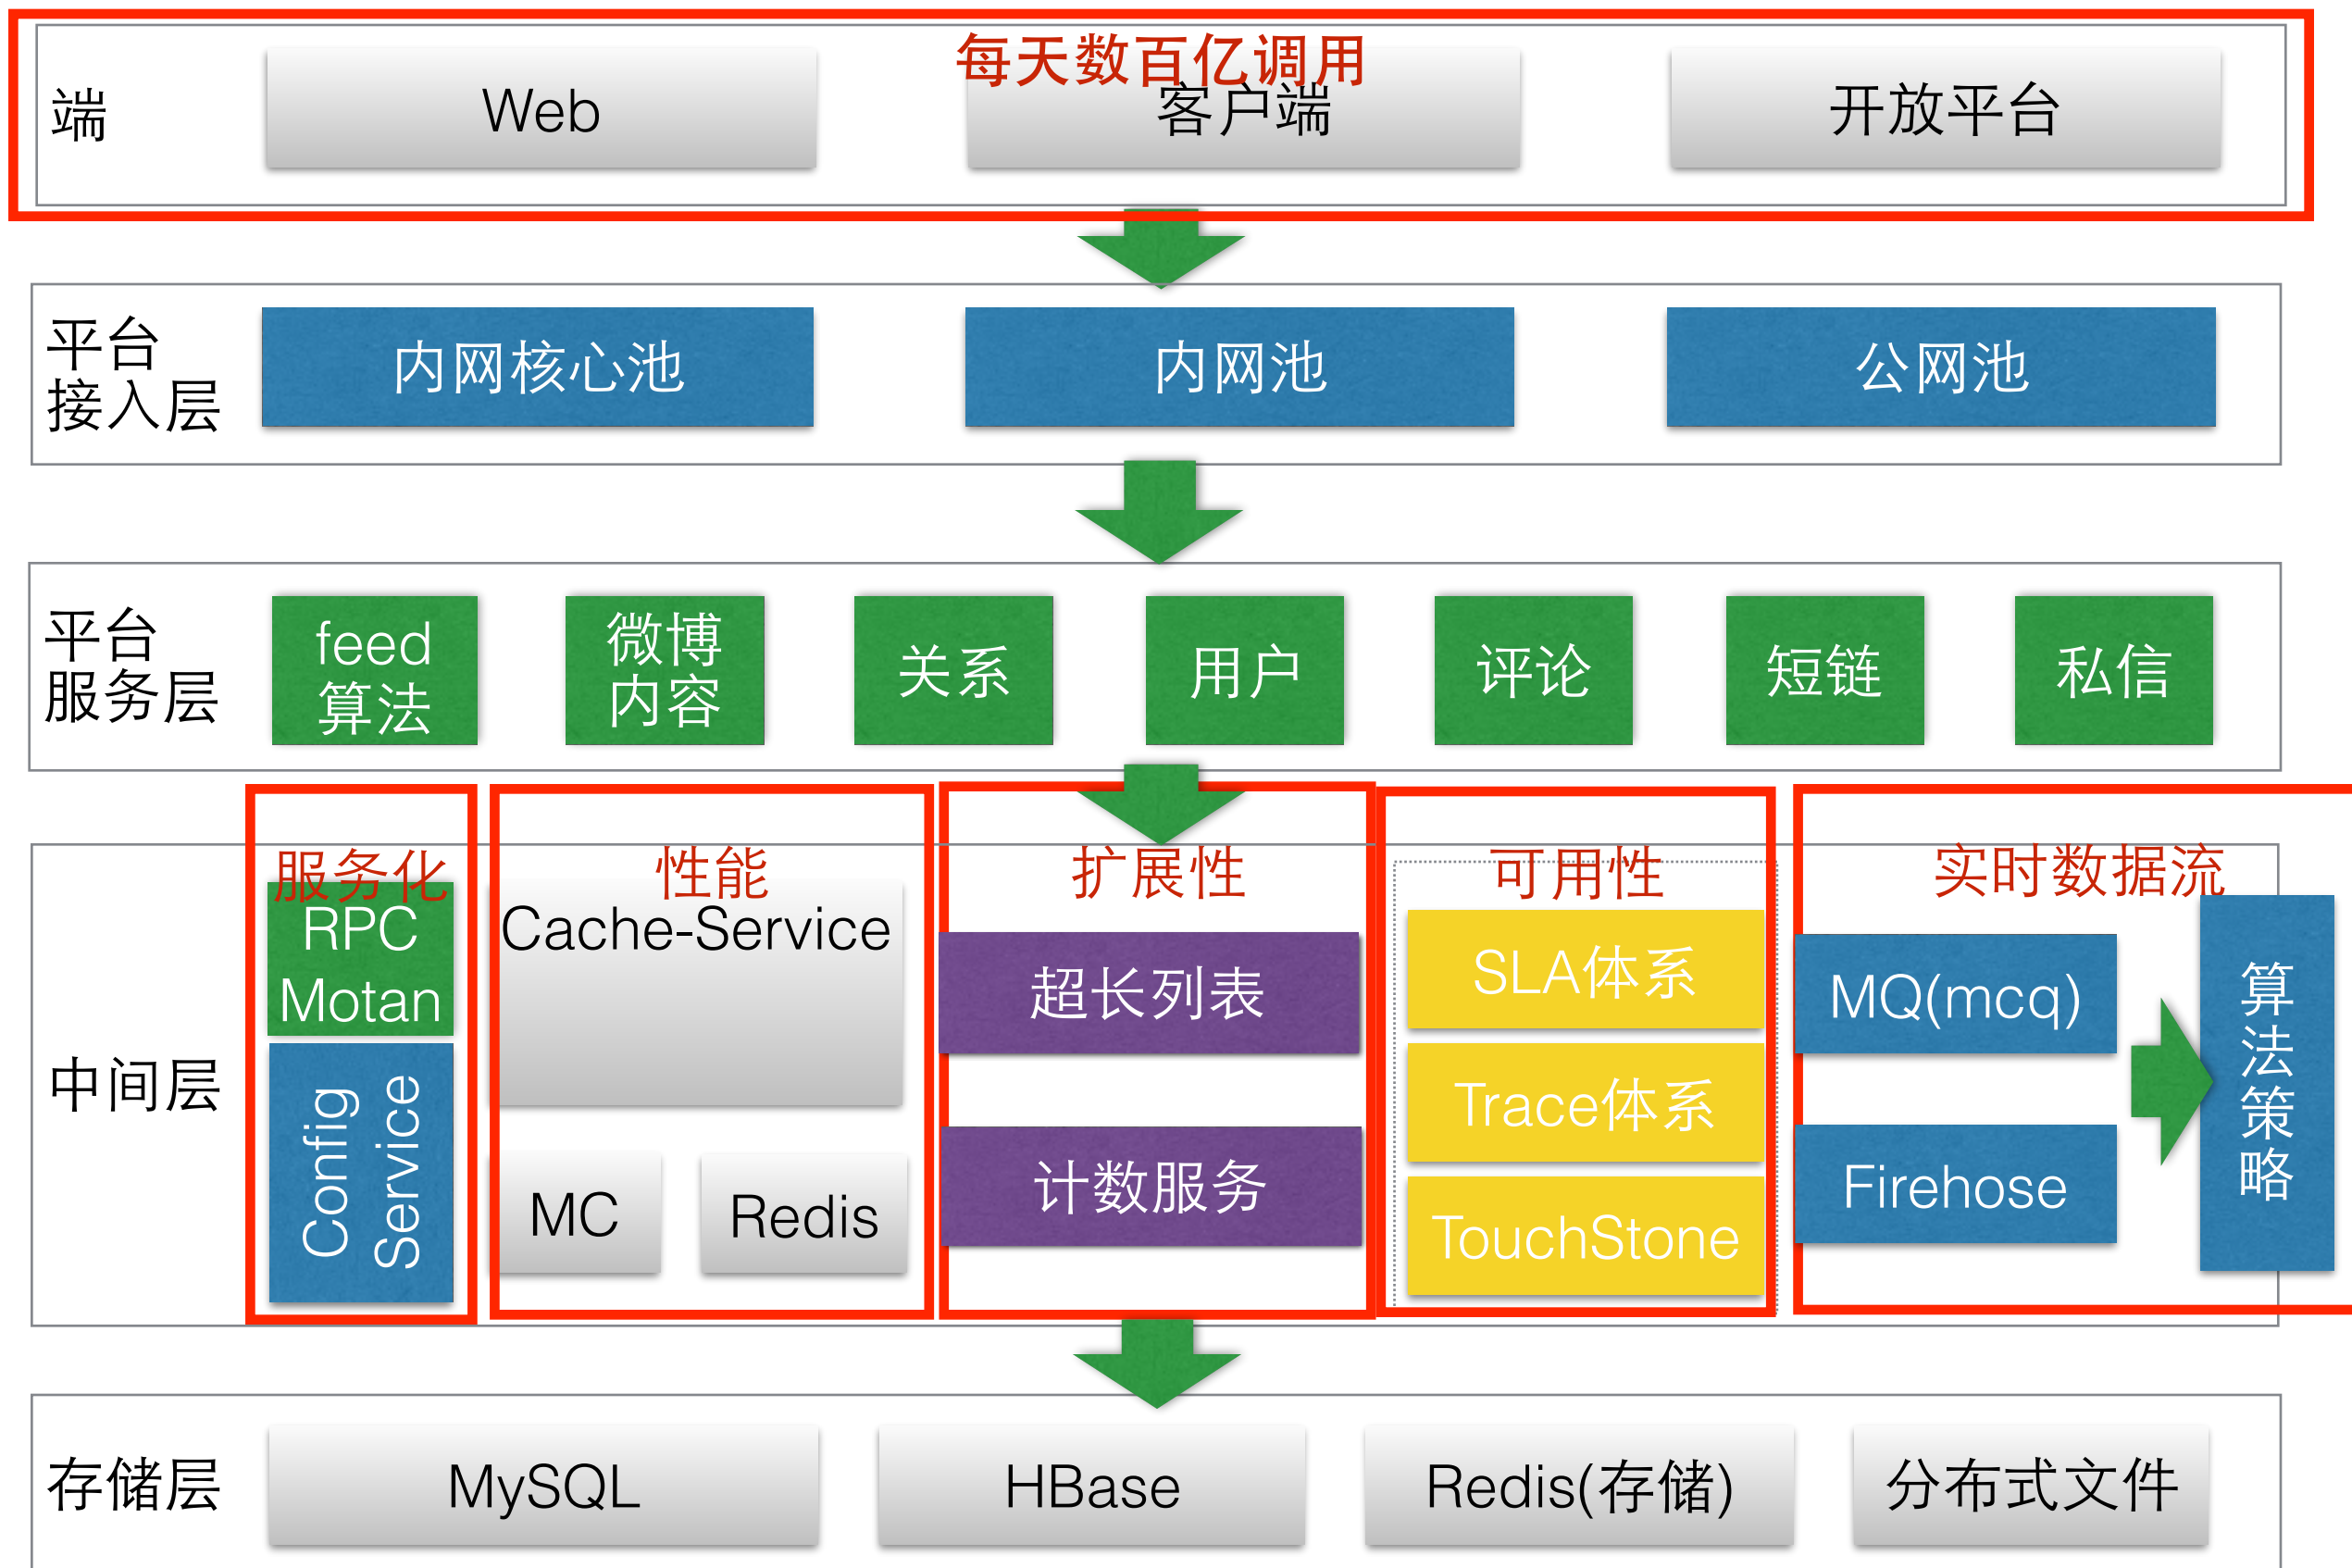 每天数百亿调用
端
Web
客户端
开放平台
平台
接入层
内网核心池
内网池
公网池
平台
服务层
feed
算法
微博
内容
关系
用户
评论
短链
私信
中间层
服务化
RPC
Motan
Config
Service
性能
Cache-Service
MC
Redis
扩展性
超长列表
计数服务
可用性
SLA体系
Trace体系
TouchStone
实时数据流
MQ(mcq)
Firehose
算法策略
存储层
MySQL
HBase
Redis(存储)
分布式文件